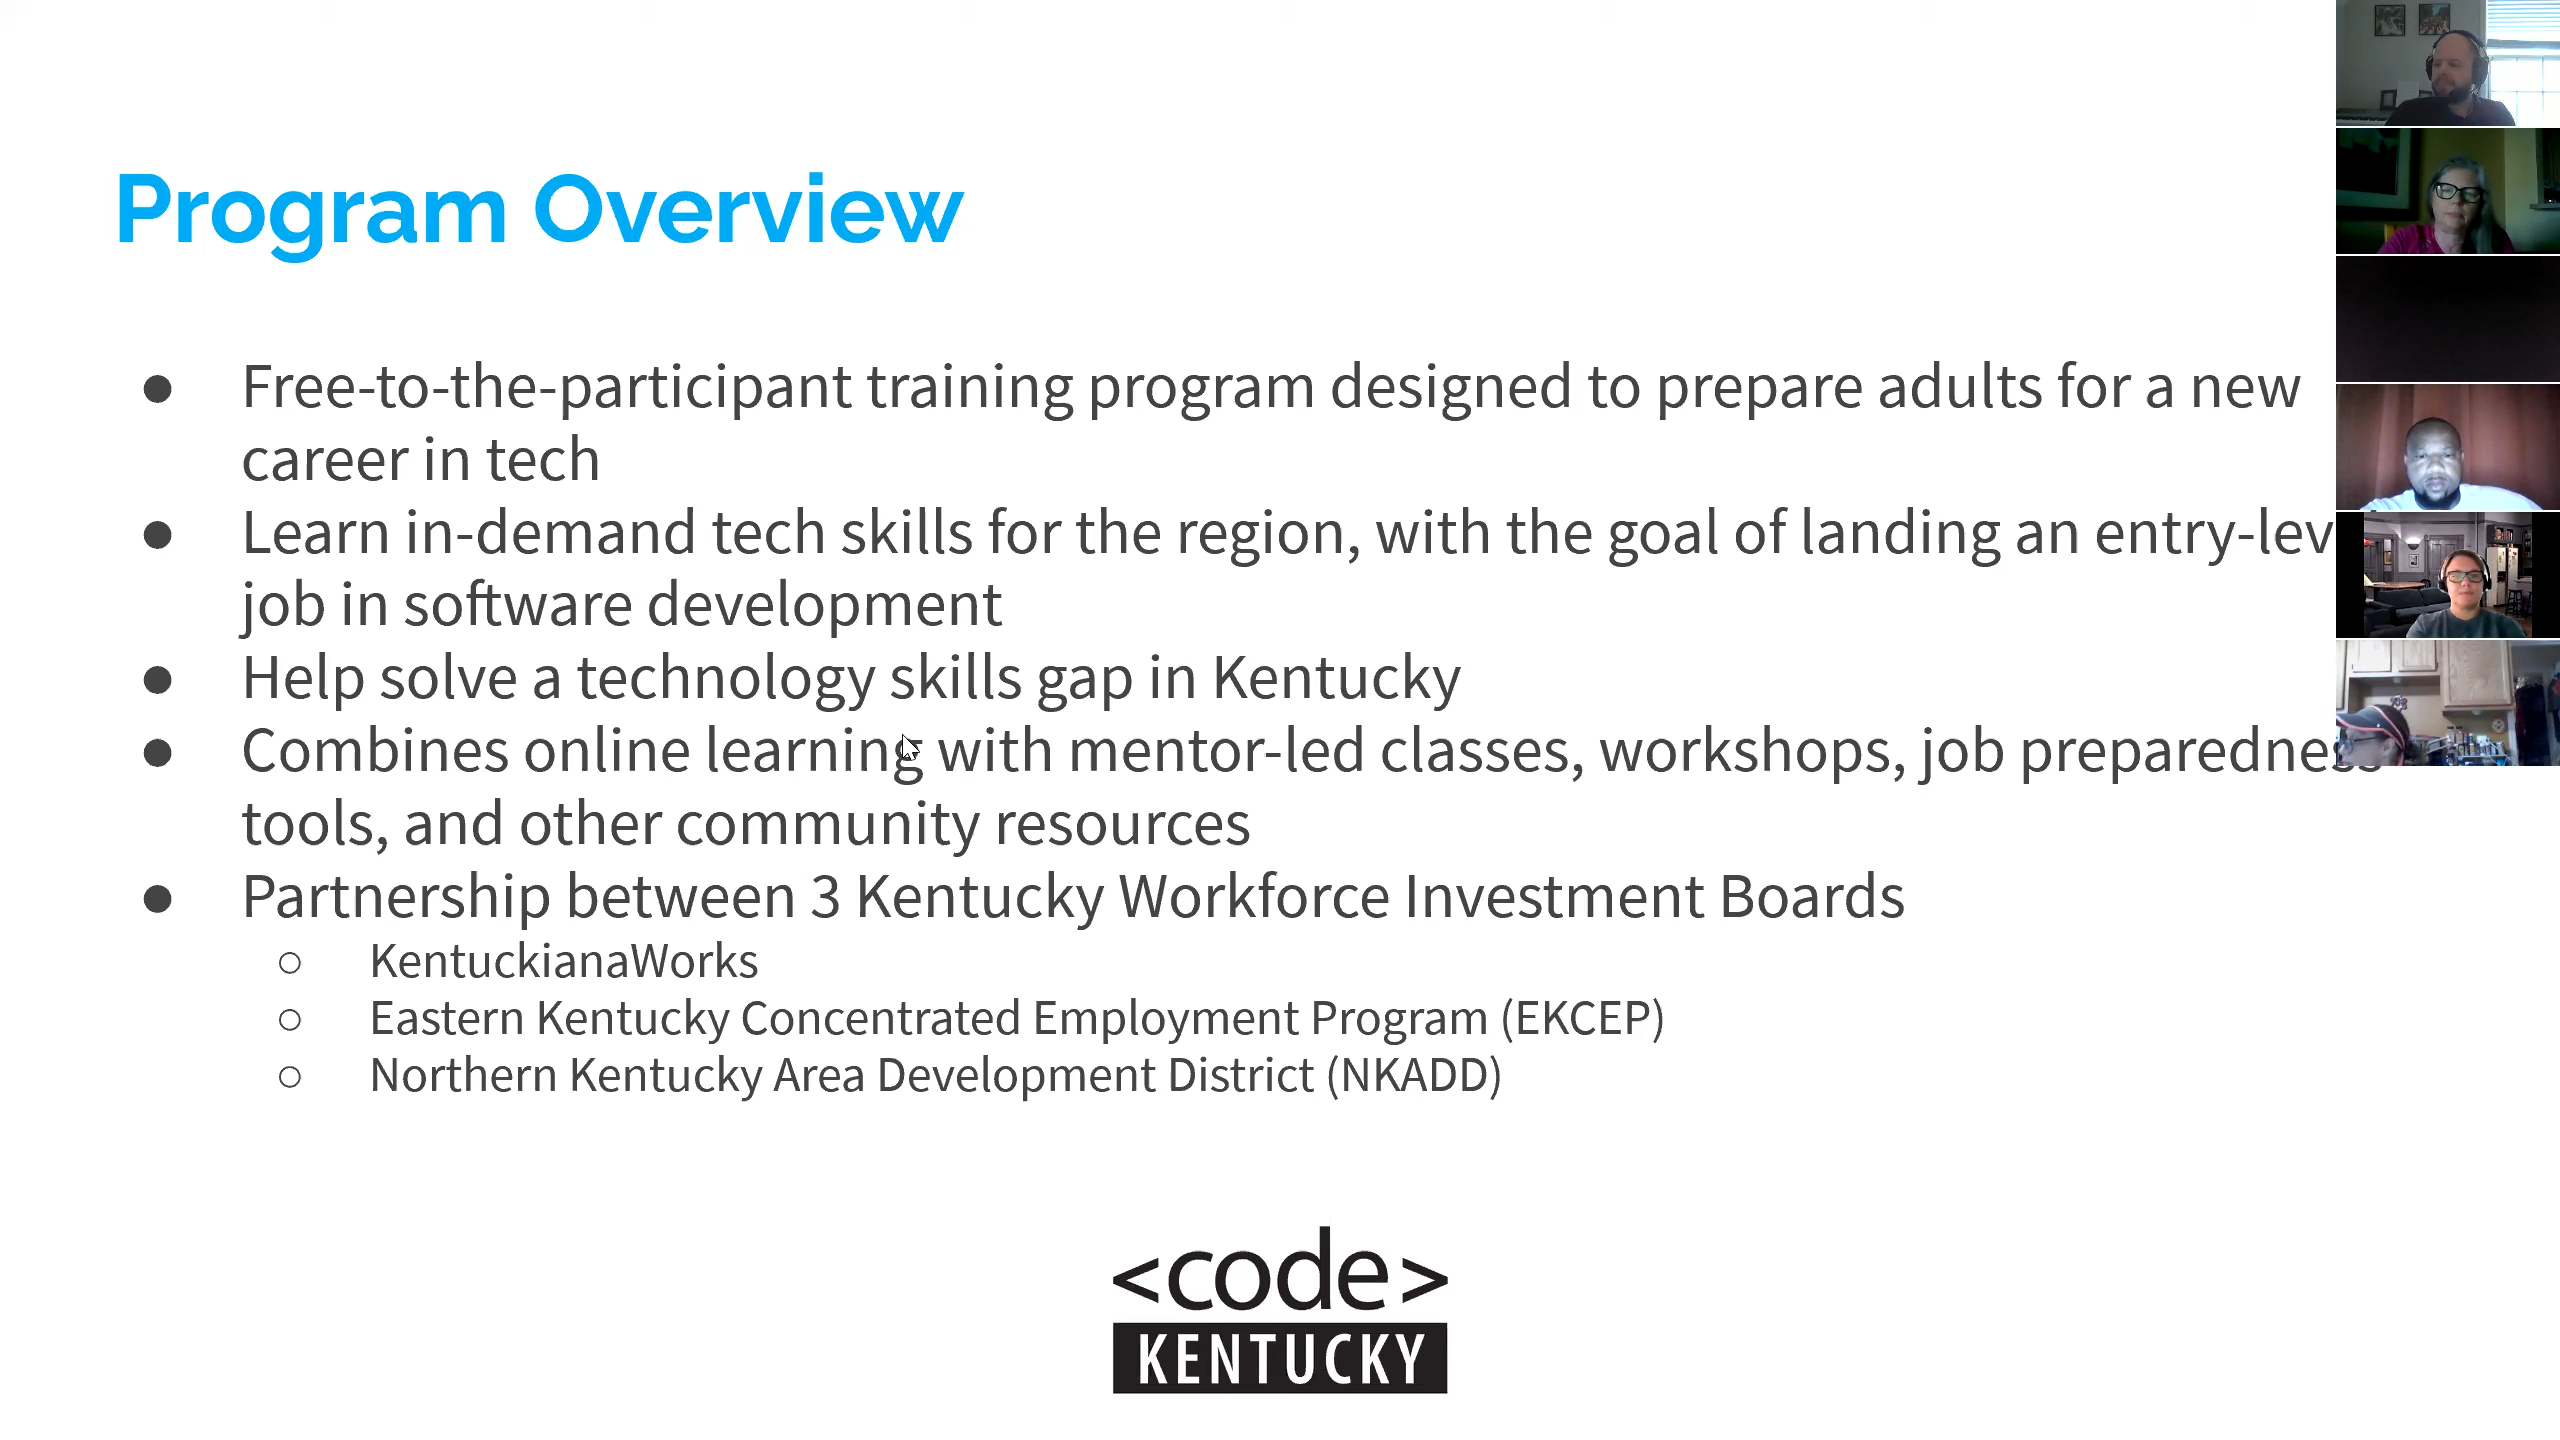 Program Overview
● Free-to-the-participant training program designed to prepare adults for a new
career in tech
● Learn in-demand tech skills for the region, with the goal of landing an entry-lev
job in software development
● Help solve a technology skills gap in Kentucky
● Combines online learning with mentor-led classes, workshops, job preparedness
tools, and other community resources
● Partnership between 3 Kentucky Workforce Investment Boards
○ KentuckianaWorks
○ Eastern Kentucky Concentrated Employment Program (EKCEP)
○ Northern Kentucky Area Development District (NKADD)
<code>
KENTUCKY